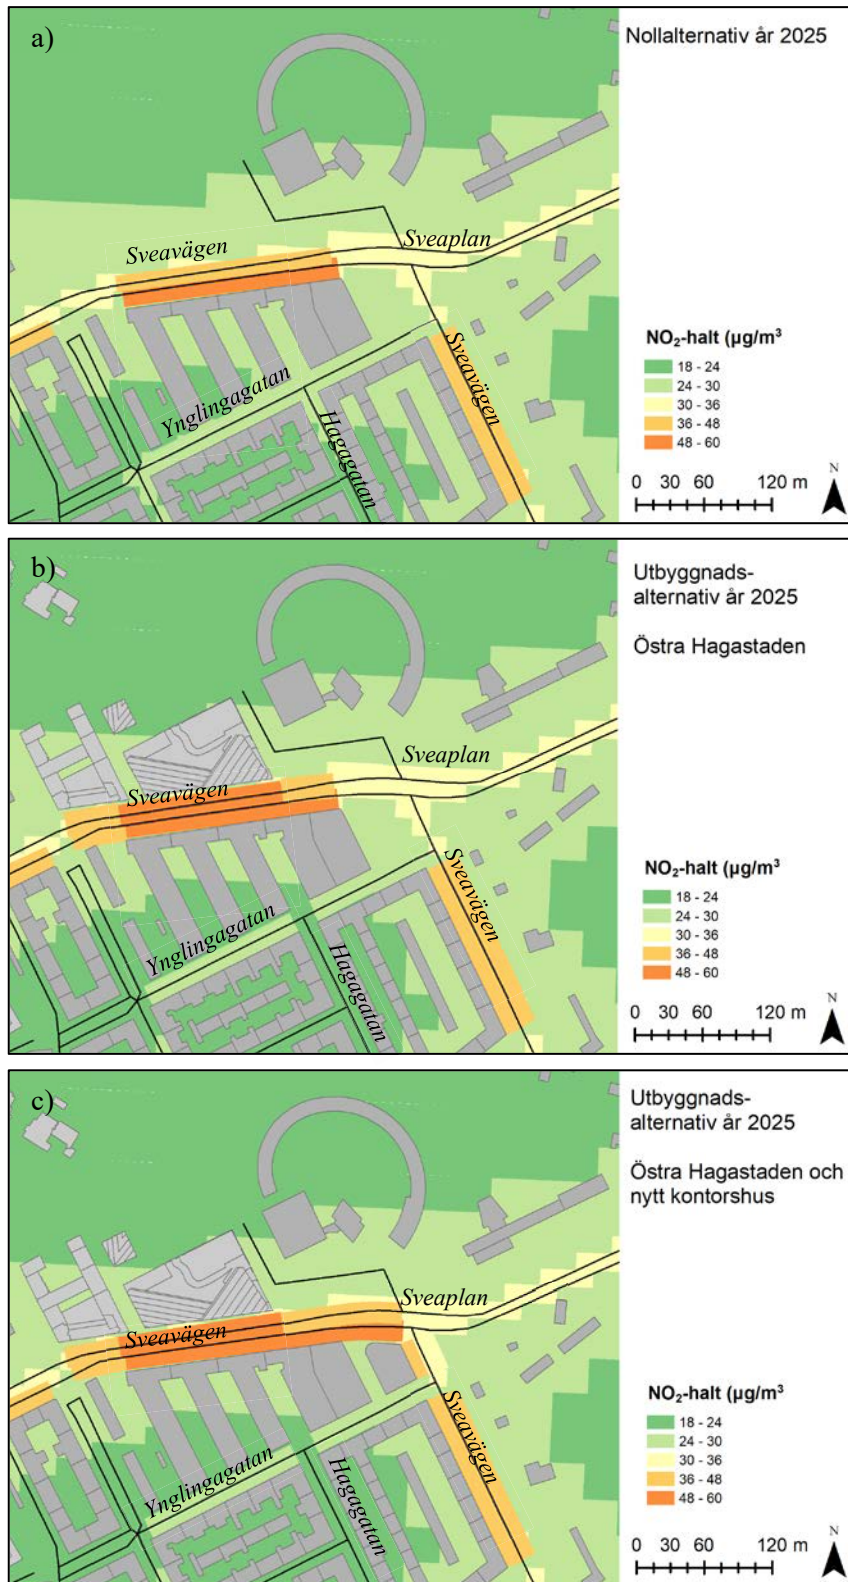 a)
Nollalternativ år 2025
Sveavägen
Sveaplan
Sveavägen
Ynglingagatan
Hagagatan
NO₂-halt (µg/m³
18 - 24
24 - 30
30 - 36
36 - 48
48 - 60
0 30 60 120 m
N
b)
Utbyggnads-
alternativ år 2025
Östra Hagastaden
Sveaplan
Sveavägen
Sveavägen
Ynglingagatan
Hagagatan
NO₂-halt (µg/m³
18 - 24
24 - 30
30 - 36
36 - 48
48 - 60
0 30 60 120 m
N
c)
Utbyggnads-
alternativ år 2025
Östra Hagastaden och
nytt kontorshus
Sveaplan
Sveavägen
Sveavägen
Ynglingagatan
Hagagatan
NO₂-halt (µg/m³
18 - 24
24 - 30
30 - 36
36 - 48
48 - 60
0 30 60 120 m
N